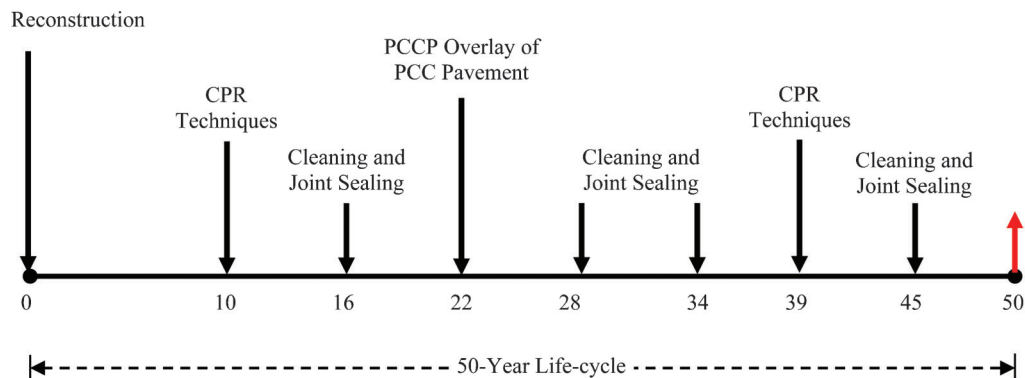 Reconstruction
PCCP Overlay of
PCC Pavement
CPR
Techniques
CPR
Techniques
Cleaning and
Joint Sealing
Cleaning and
Joint Sealing
Cleaning and
Joint Sealing
0 10 16 22 28 34 39 45 50
50-Year Life-cycle